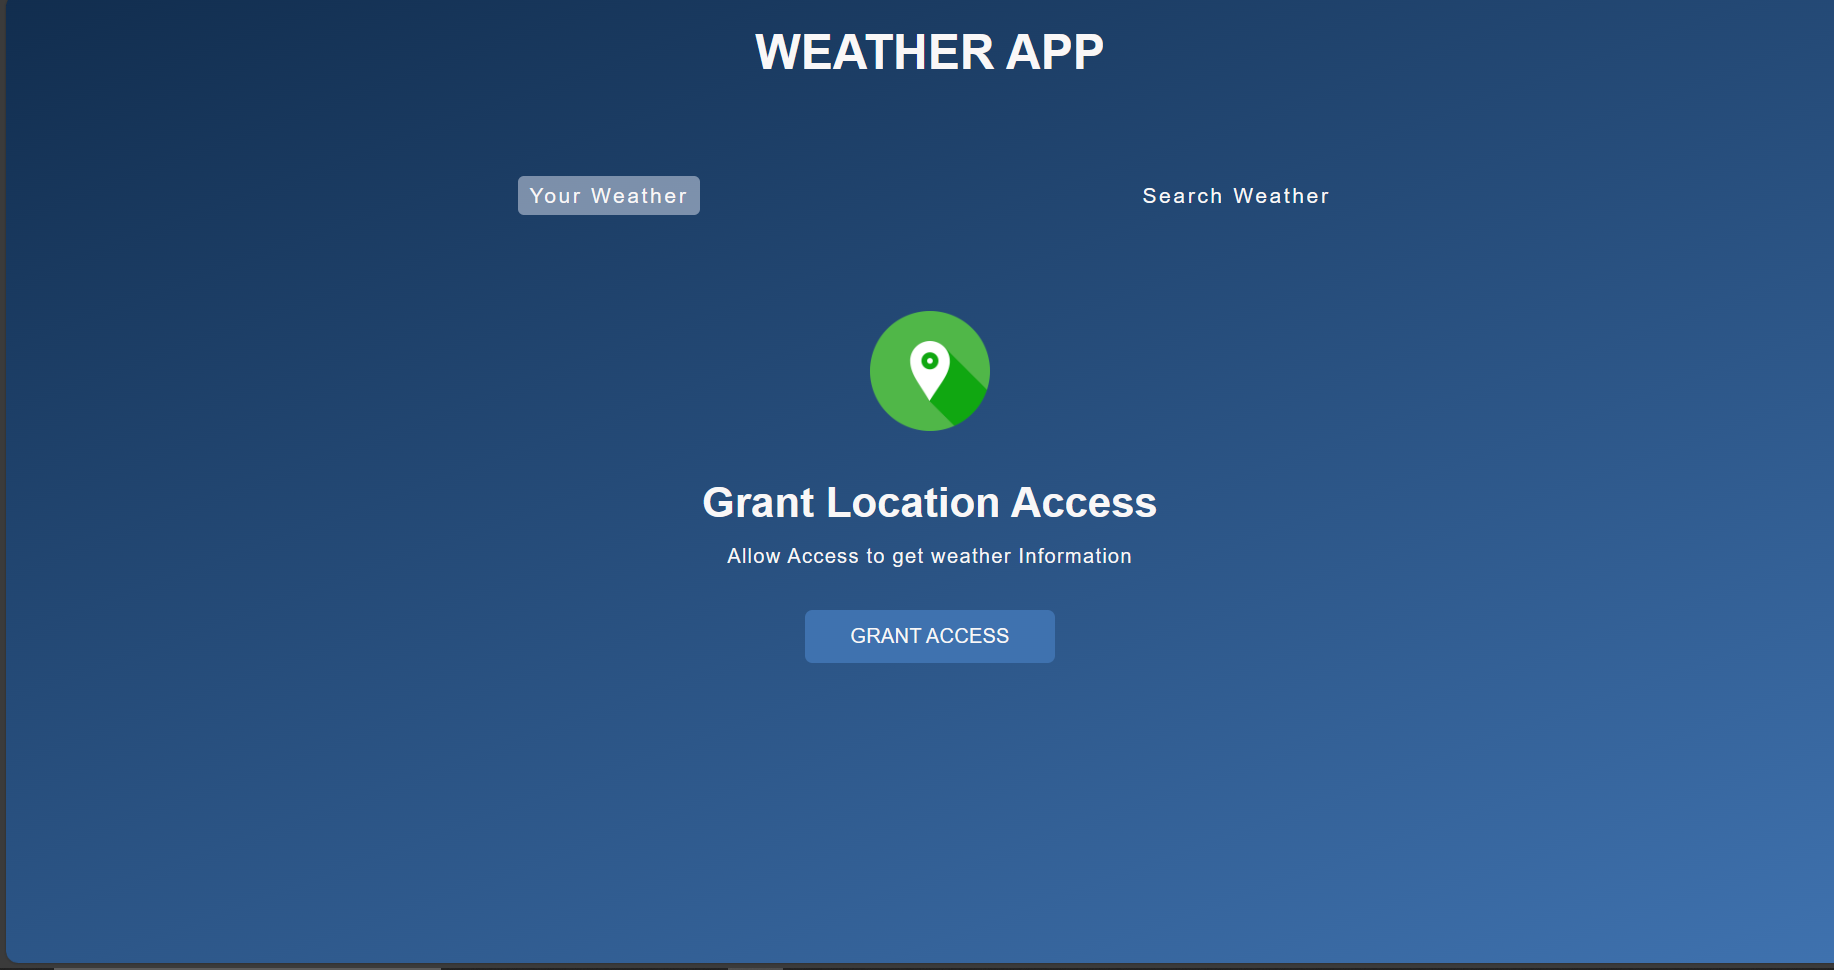 WEATHER APP
Your Weather
Search Weather
Grant Location Access
Allow Access to get weather Information
GRANT ACCESS